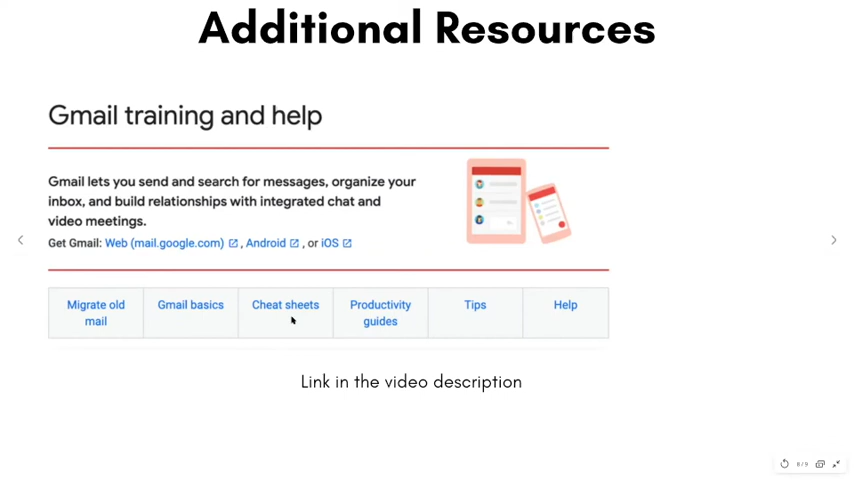 Additional Resources
Gmail training and help
Gmail lets you send and search for messages, organize your
inbox, and build relationships with integrated chat and
video meetings.
Get Gmail: Web (mail.google.com) , Android , or iOS
Migrate old mail
Gmail basics
Cheat sheets
Productivity guides
Tips
Help
Link in the video description
8/9